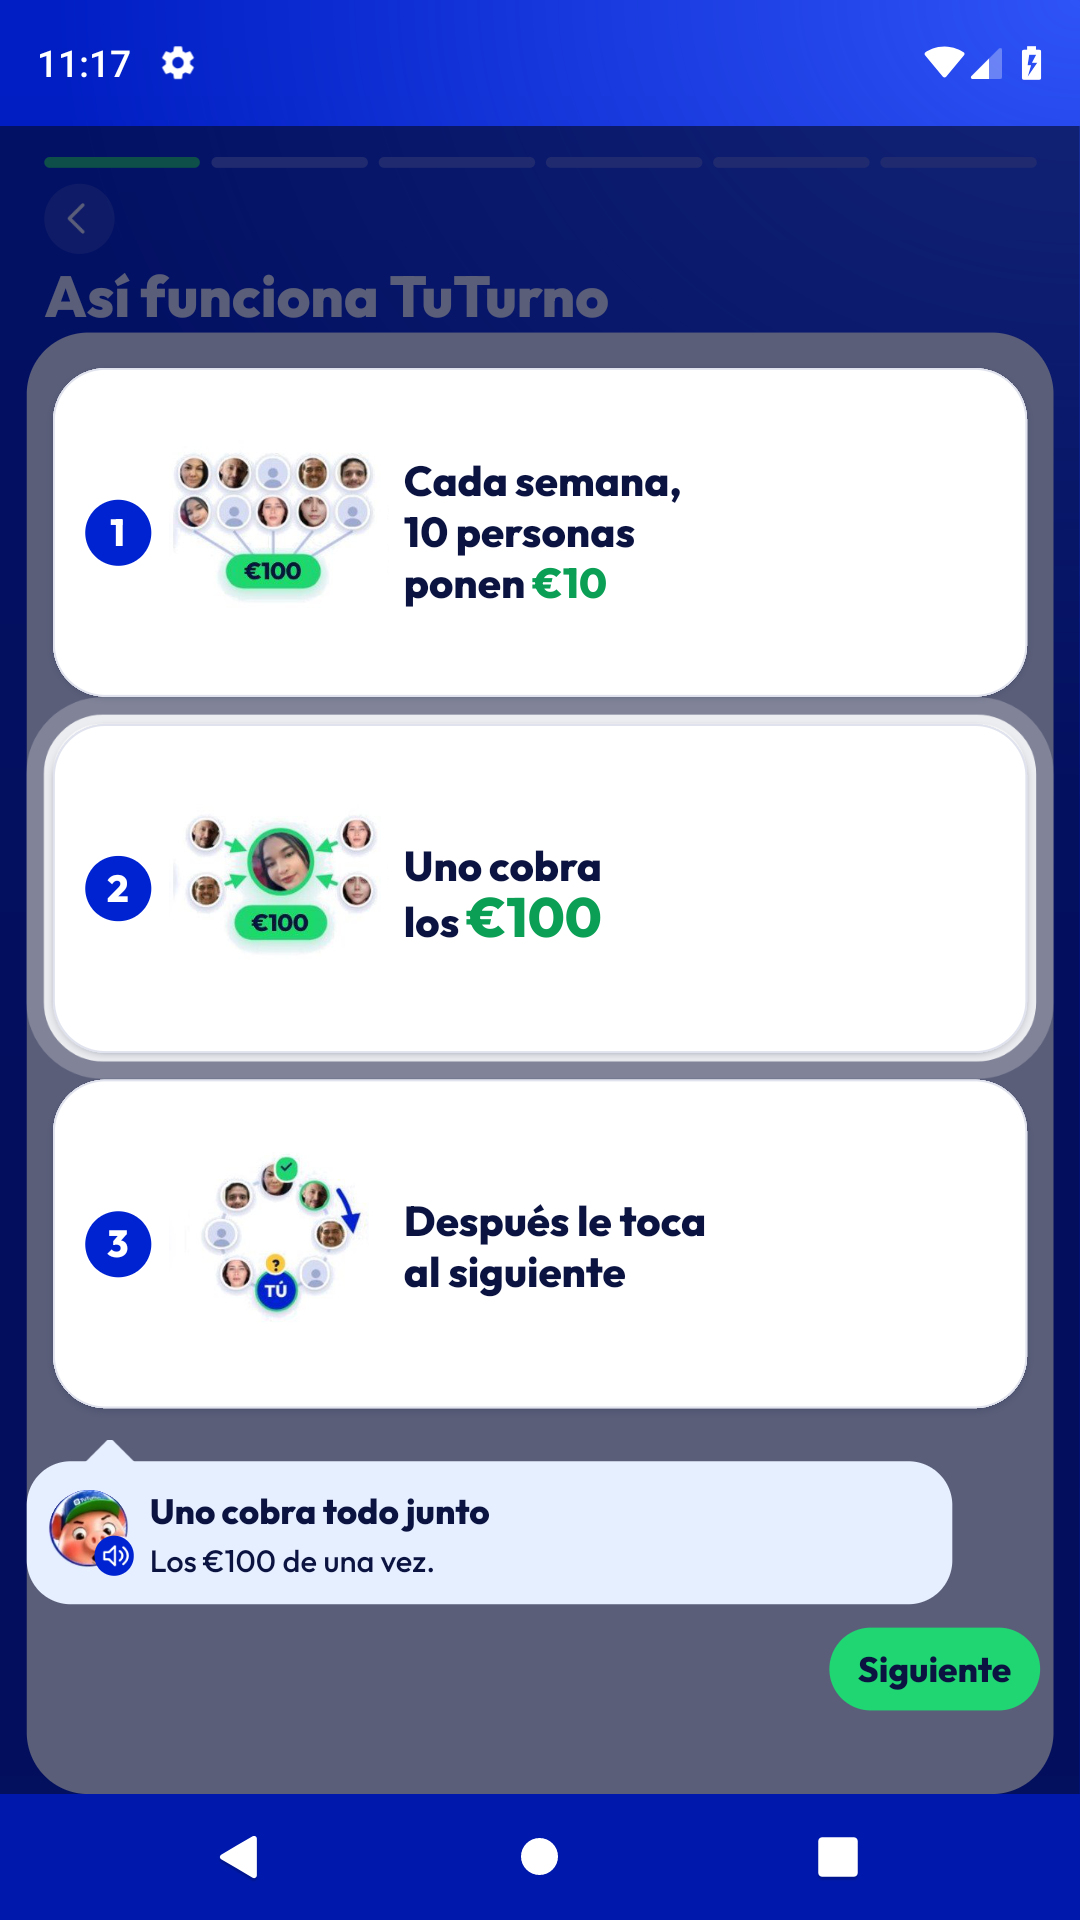 11:17
Así funciona TuTurno
1
€100
Cada semana,
10 personas
ponen €10
2
€100
Uno cobra
los €100
3
?
TÚ
Después le toca
al siguiente
Uno cobra todo junto
Los €100 de una vez.
Siguiente